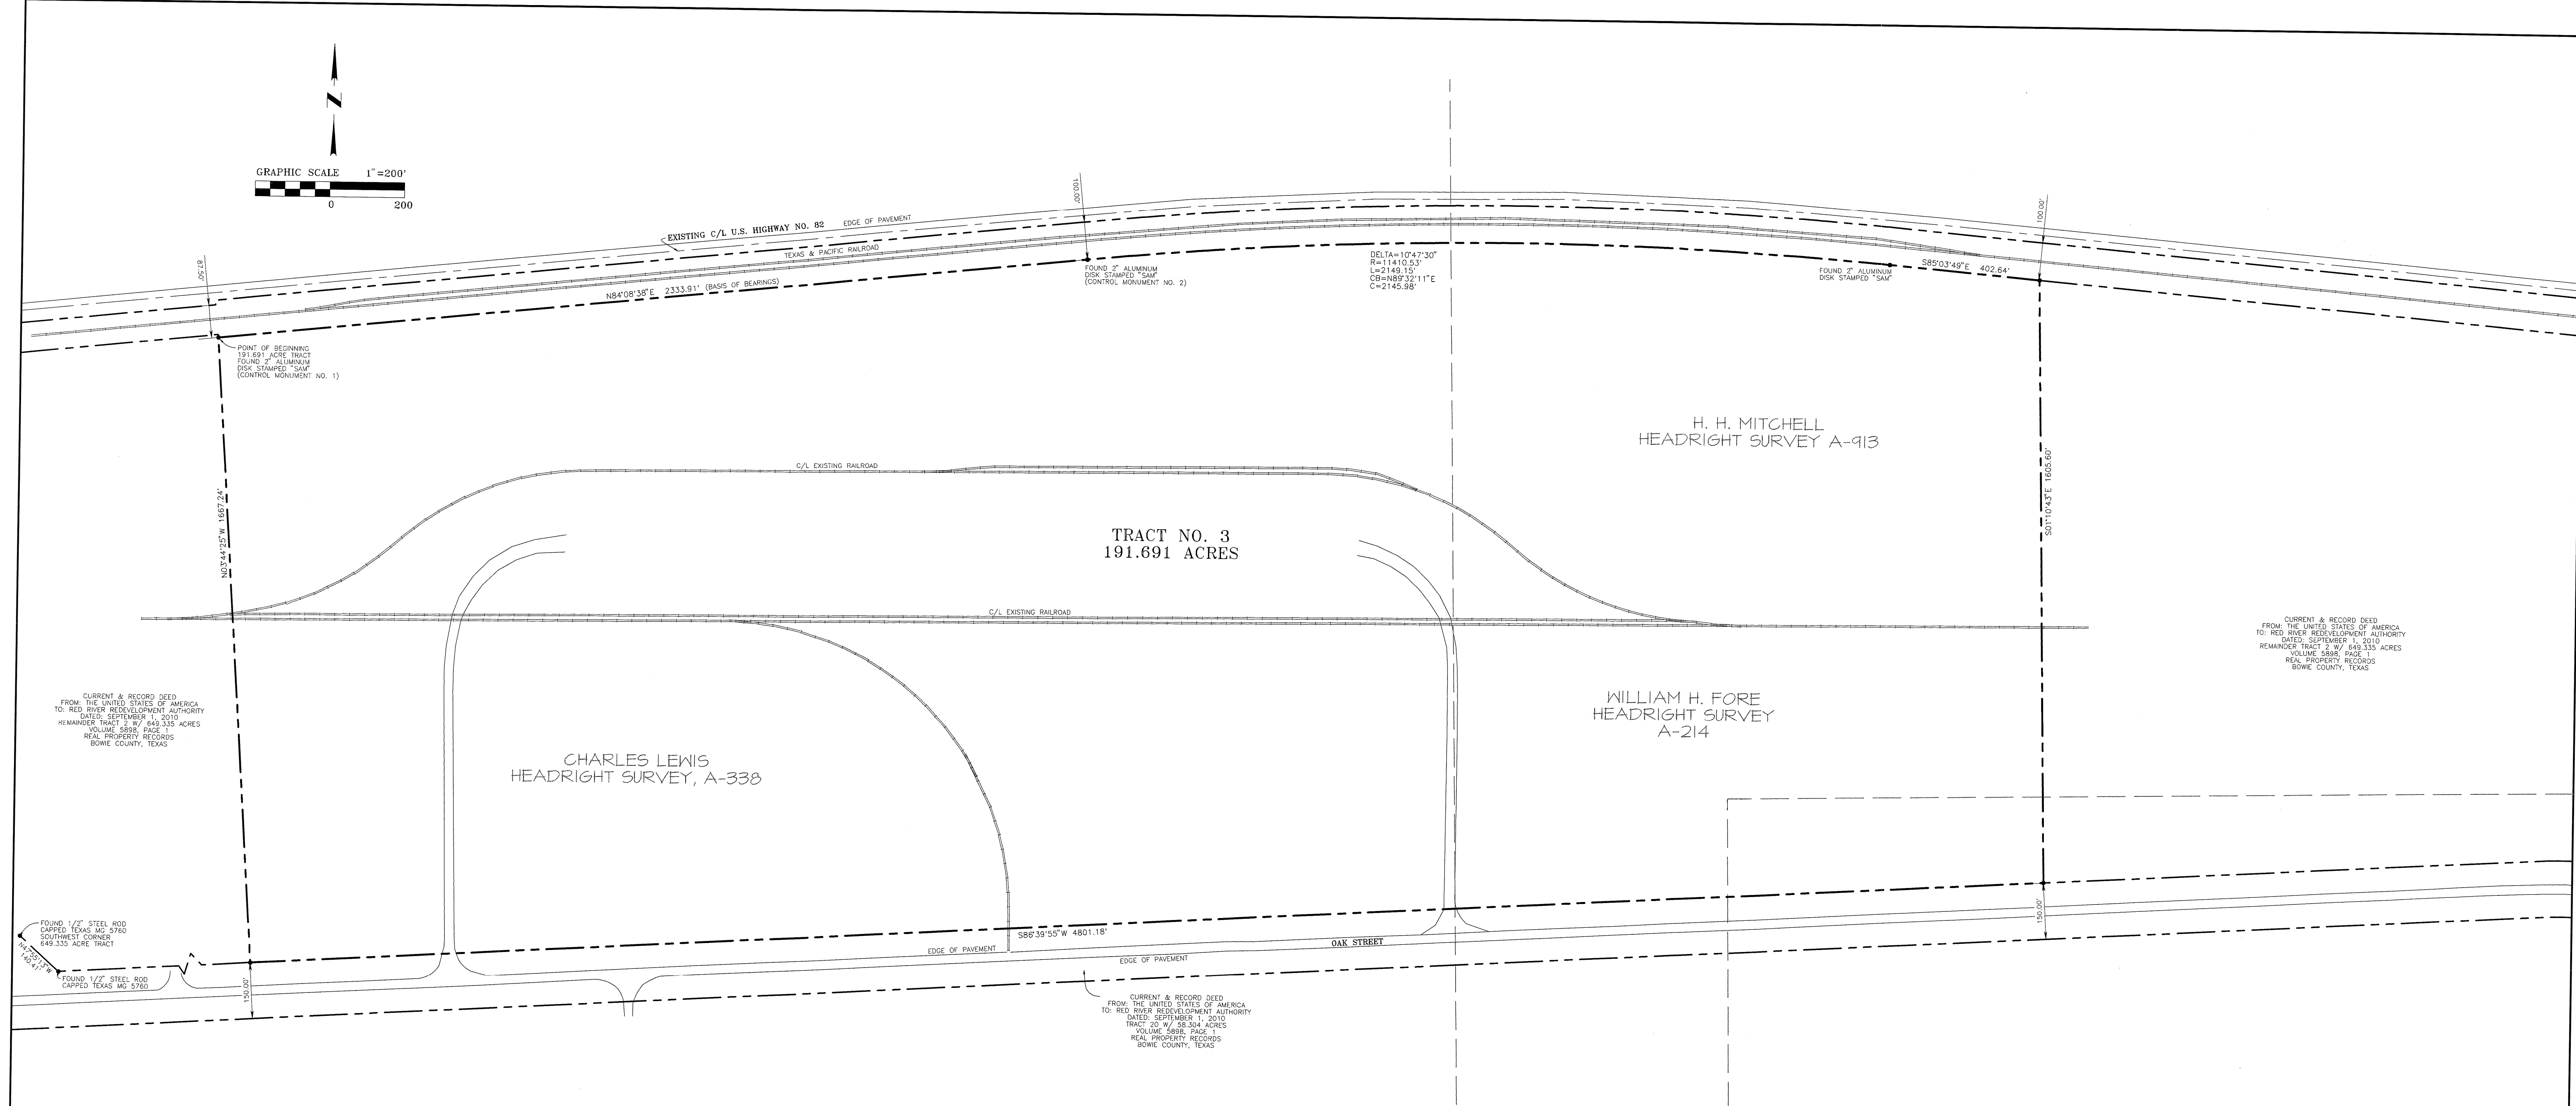 N
GRAPHIC SCALE 1"=200'
0 200
87.50'
EXISTING C/L U.S. HIGHWAY NO. 82
EDGE OF PAVEMENT
TEXAS & PACIFIC RAILROAD
100.00'
100.00'
N84°08'38"E 2333.91' (BASIS OF BEARINGS)
FOUND 2" ALUMINUM
DISK STAMPED "SAM"
(CONTROL MONUMENT NO. 2)
DELTA=10°47'30"
R=11410.53'
L=2149.15'
CB=N89°32'11"E
C=2145.98'
FOUND 2" ALUMINUM
DISK STAMPED "SAM"
S85°03'49"E 402.64'
POINT OF BEGINNING
191.691 ACRE TRACT
FOUND 2" ALUMINUM
DISK STAMPED "SAM"
(CONTROL MONUMENT NO. 1)
H. H. MITCHELL
HEADRIGHT SURVEY A-913
C/L EXISTING RAILROAD
N03°44'25"W 1667.24'
S01°10'43"E 1605.60'
TRACT NO. 3
191.691 ACRES
C/L EXISTING RAILROAD
CURRENT & RECORD DEED
FROM: THE UNITED STATES OF AMERICA
TO: RED RIVER REDEVELOPMENT AUTHORITY
DATED: SEPTEMBER 1, 2010
REMAINDER TRACT 2 W/ 649.335 ACRES
VOLUME 5898, PAGE 1
REAL PROPERTY RECORDS
BOWIE COUNTY, TEXAS
CURRENT & RECORD DEED
FROM: THE UNITED STATES OF AMERICA
TO: RED RIVER REDEVELOPMENT AUTHORITY
DATED: SEPTEMBER 1, 2010
REMAINDER TRACT 2 W/ 649.335 ACRES
VOLUME 5898, PAGE 1
REAL PROPERTY RECORDS
BOWIE COUNTY, TEXAS
WILLIAM H. FORE
HEADRIGHT SURVEY
A-214
CHARLES LEWIS
HEADRIGHT SURVEY, A-338
FOUND 1/2" STEEL ROD
CAPPED TEXAS MG 5760
SOUTHWEST CORNER
649.335 ACRE TRACT
N47°55'13"W
140.41'
FOUND 1/2" STEEL ROD
CAPPED TEXAS MG 5760
150.00'
S86°39'55"W 4801.18'
EDGE OF PAVEMENT
OAK STREET
EDGE OF PAVEMENT
150.00'
CURRENT & RECORD DEED
FROM: THE UNITED STATES OF AMERICA
TO: RED RIVER REDEVELOPMENT AUTHORITY
DATED: SEPTEMBER 1, 2010
TRACT 20 W/ 58.304 ACRES
VOLUME 5898, PAGE 1
REAL PROPERTY RECORDS
BOWIE COUNTY, TEXAS